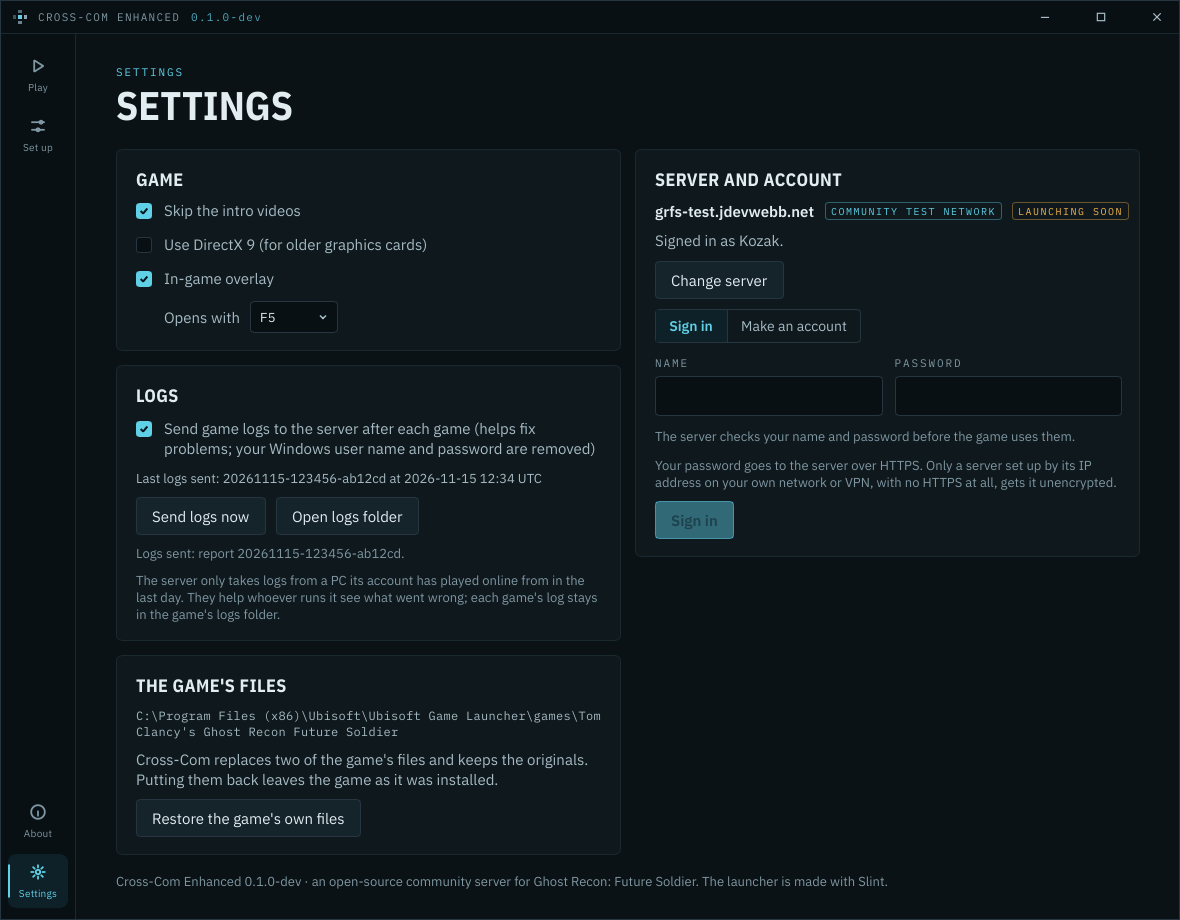 CROSS-COM ENHANCED 0.1.0-dev
Play
Set up
SETTINGS
SETTINGS
GAME
Skip the intro videos
Use DirectX 9 (for older graphics cards)
In-game overlay
Opens with F5
LOGS
Send game logs to the server after each game (helps fix
problems; your Windows user name and password are removed)
Last logs sent: 20261115-123456-ab12cd at 2026-11-15 12:34 UTC
Send logs now Open logs folder
Logs sent: report 20261115-123456-ab12cd.
The server only takes logs from a PC its account has played online from in the
last day. They help whoever runs it see what went wrong; each game's log stays
in the game's logs folder.
THE GAME'S FILES
C:\Program Files (x86)\Ubisoft\Ubisoft Game Launcher\games\Tom
Clancy's Ghost Recon Future Soldier
Cross-Com replaces two of the game's files and keeps the originals.
Putting them back leaves the game as it was installed.
Restore the game's own files
SERVER AND ACCOUNT
grfs-test.jdevwebb.net COMMUNITY TEST NETWORK LAUNCHING SOON
Signed in as Kozak.
Change server
Sign in Make an account
NAME PASSWORD
The server checks your name and password before the game uses them.
Your password goes to the server over HTTPS. Only a server set up by its IP
address on your own network or VPN, with no HTTPS at all, gets it unencrypted.
Sign in
About
Settings
Cross-Com Enhanced 0.1.0-dev · an open-source community server for Ghost Recon: Future Soldier. The launcher is made with Slint.